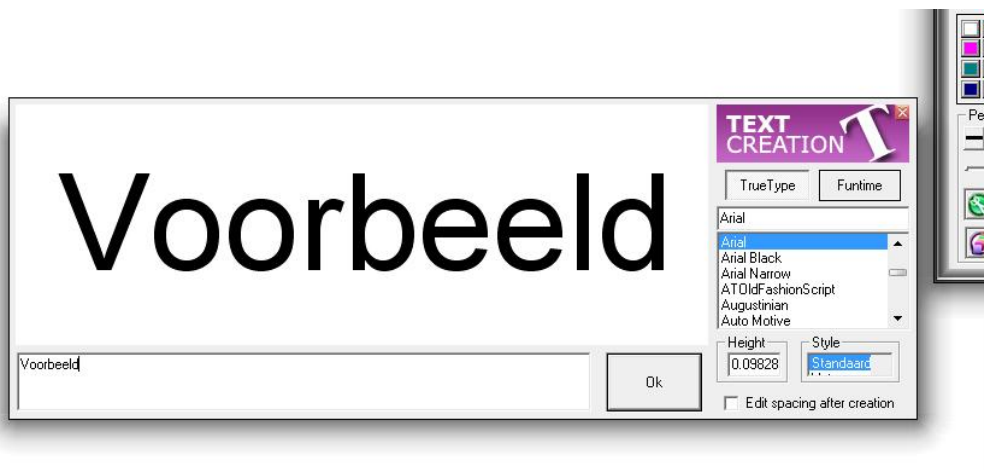 Voorbeeld
Voorbeeld
Ok
TEXT
CREATION
T
TrueType
Funtime
Arial
Arial
Arial Black
Arial Narrow
ATOldFashionScript
Augustinian
Auto Motive
Height
Style
0.09828
Standaard
Edit spacing after creation
Pe